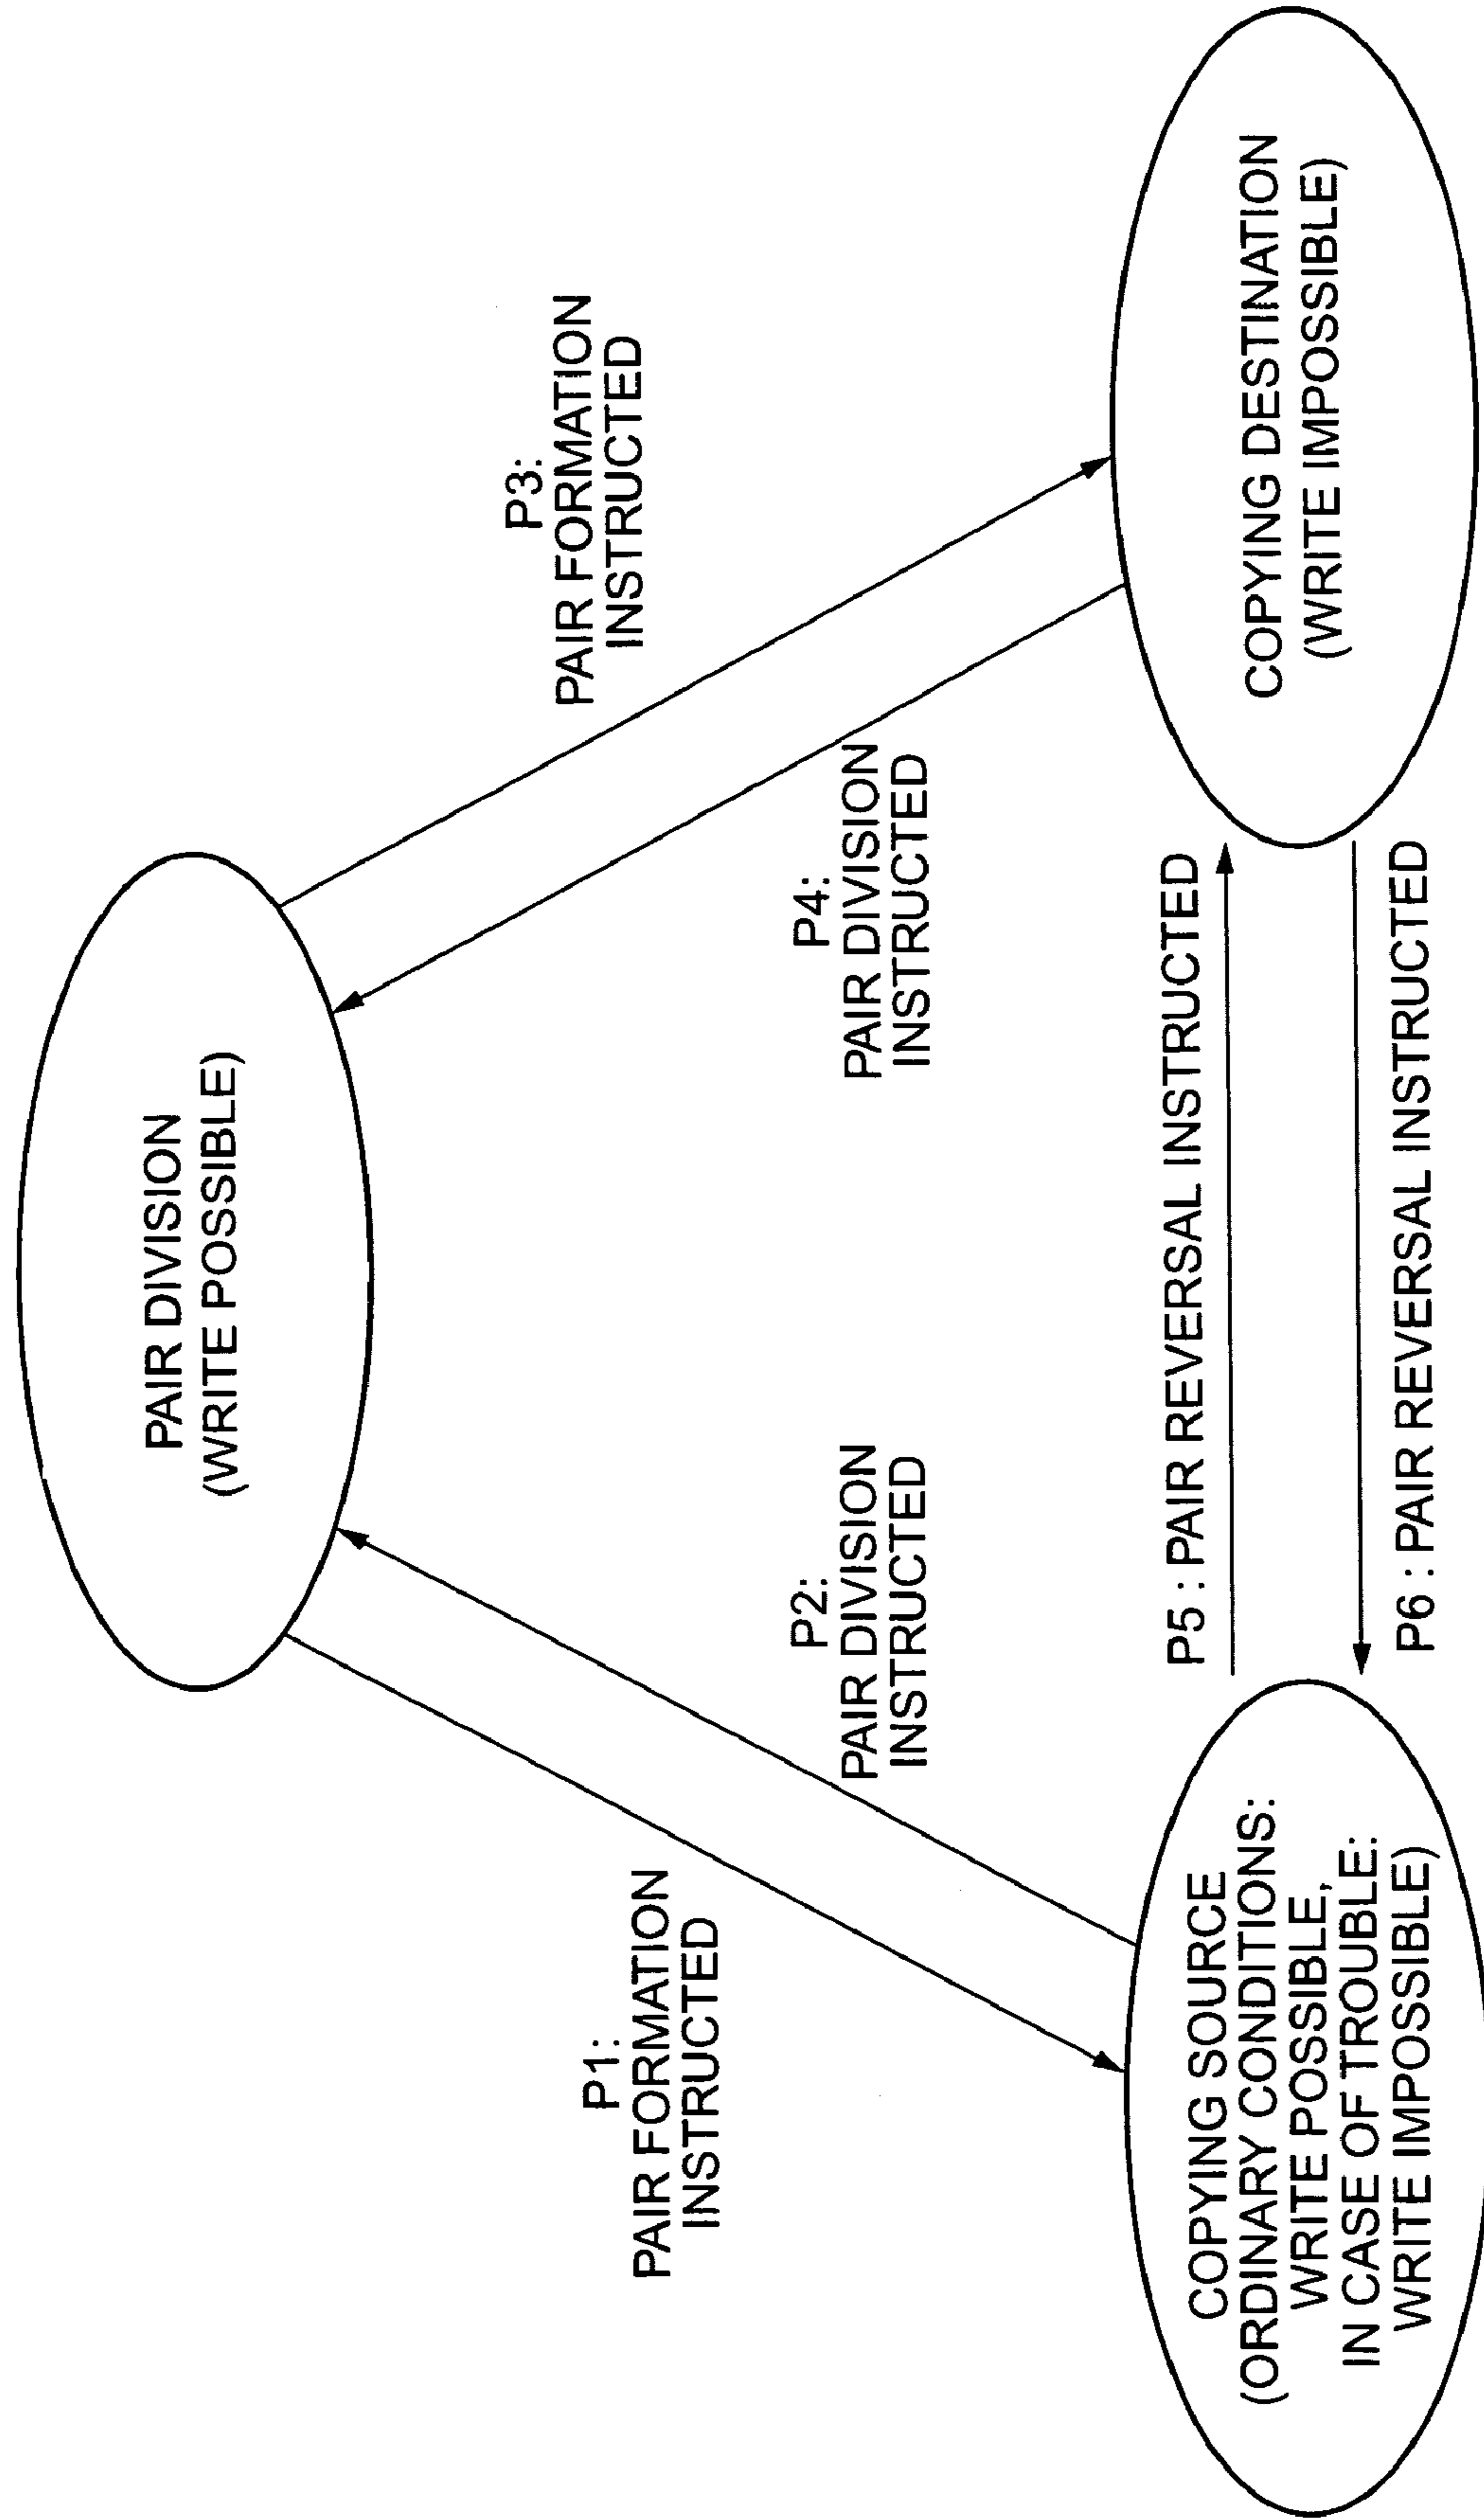 PAIR DIVISION
(WRITE POSSIBLE)
P1:
PAIR FORMATION
INSTRUCTED
P2:
PAIR DIVISION
INSTRUCTED
P3:
PAIR FORMATION
INSTRUCTED
P4:
PAIR DIVISION
INSTRUCTED
P5 : PAIR REVERSAL INSTRUCTED
P6 : PAIR REVERSAL INSTRUCTED
COPYING SOURCE
(ORDINARY CONDITIONS:
WRITE POSSIBLE,
IN CASE OF TROUBLE:
WRITE IMPOSSIBLE)
COPYING DESTINATION
(WRITE IMPOSSIBLE)